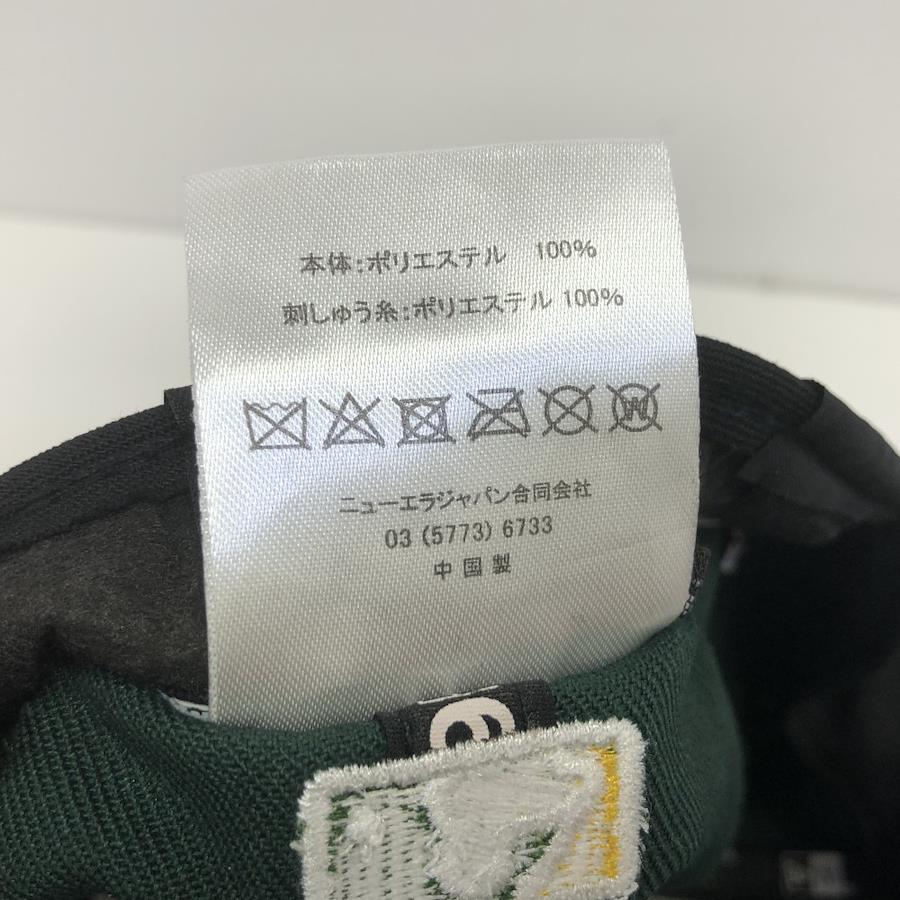 本体:ポリエステル 100%
刺しゅう糸:ポリエステル 100%
W
ニューエラジャパン合同会社
03 (5773) 6733
中国製